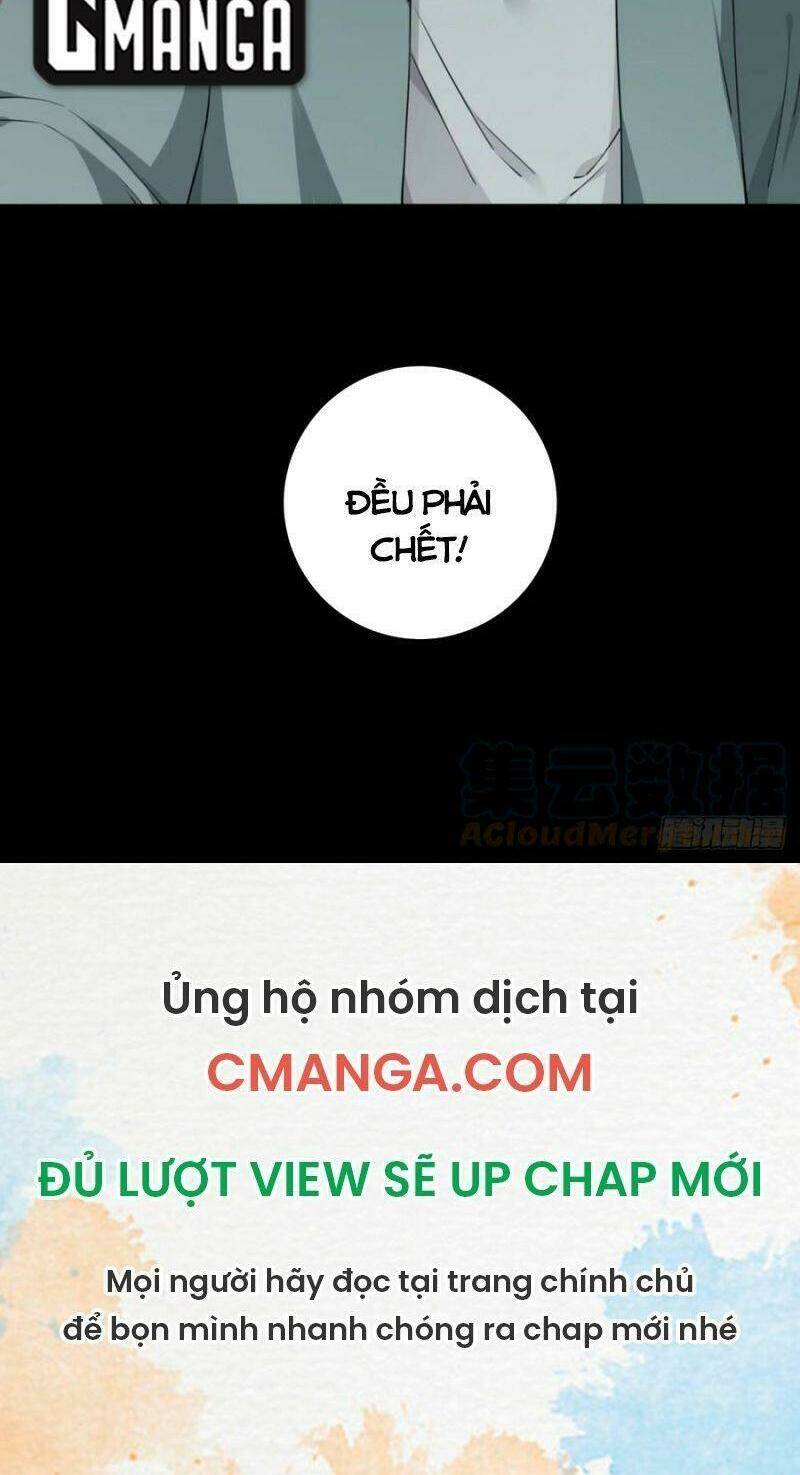 CMANGA
ĐỀU PHẢI
CHẾT!
集云数据
ACloudMer
腾讯动漫
Ủng hộ nhóm dịch tại
CMANGA.COM
ĐỦ LƯỢT VIEW SẼ UP CHAP MỚI
Mọi người hãy đọc tại trang chính chủ
để bọn mình nhanh chóng ra chap mới nhé